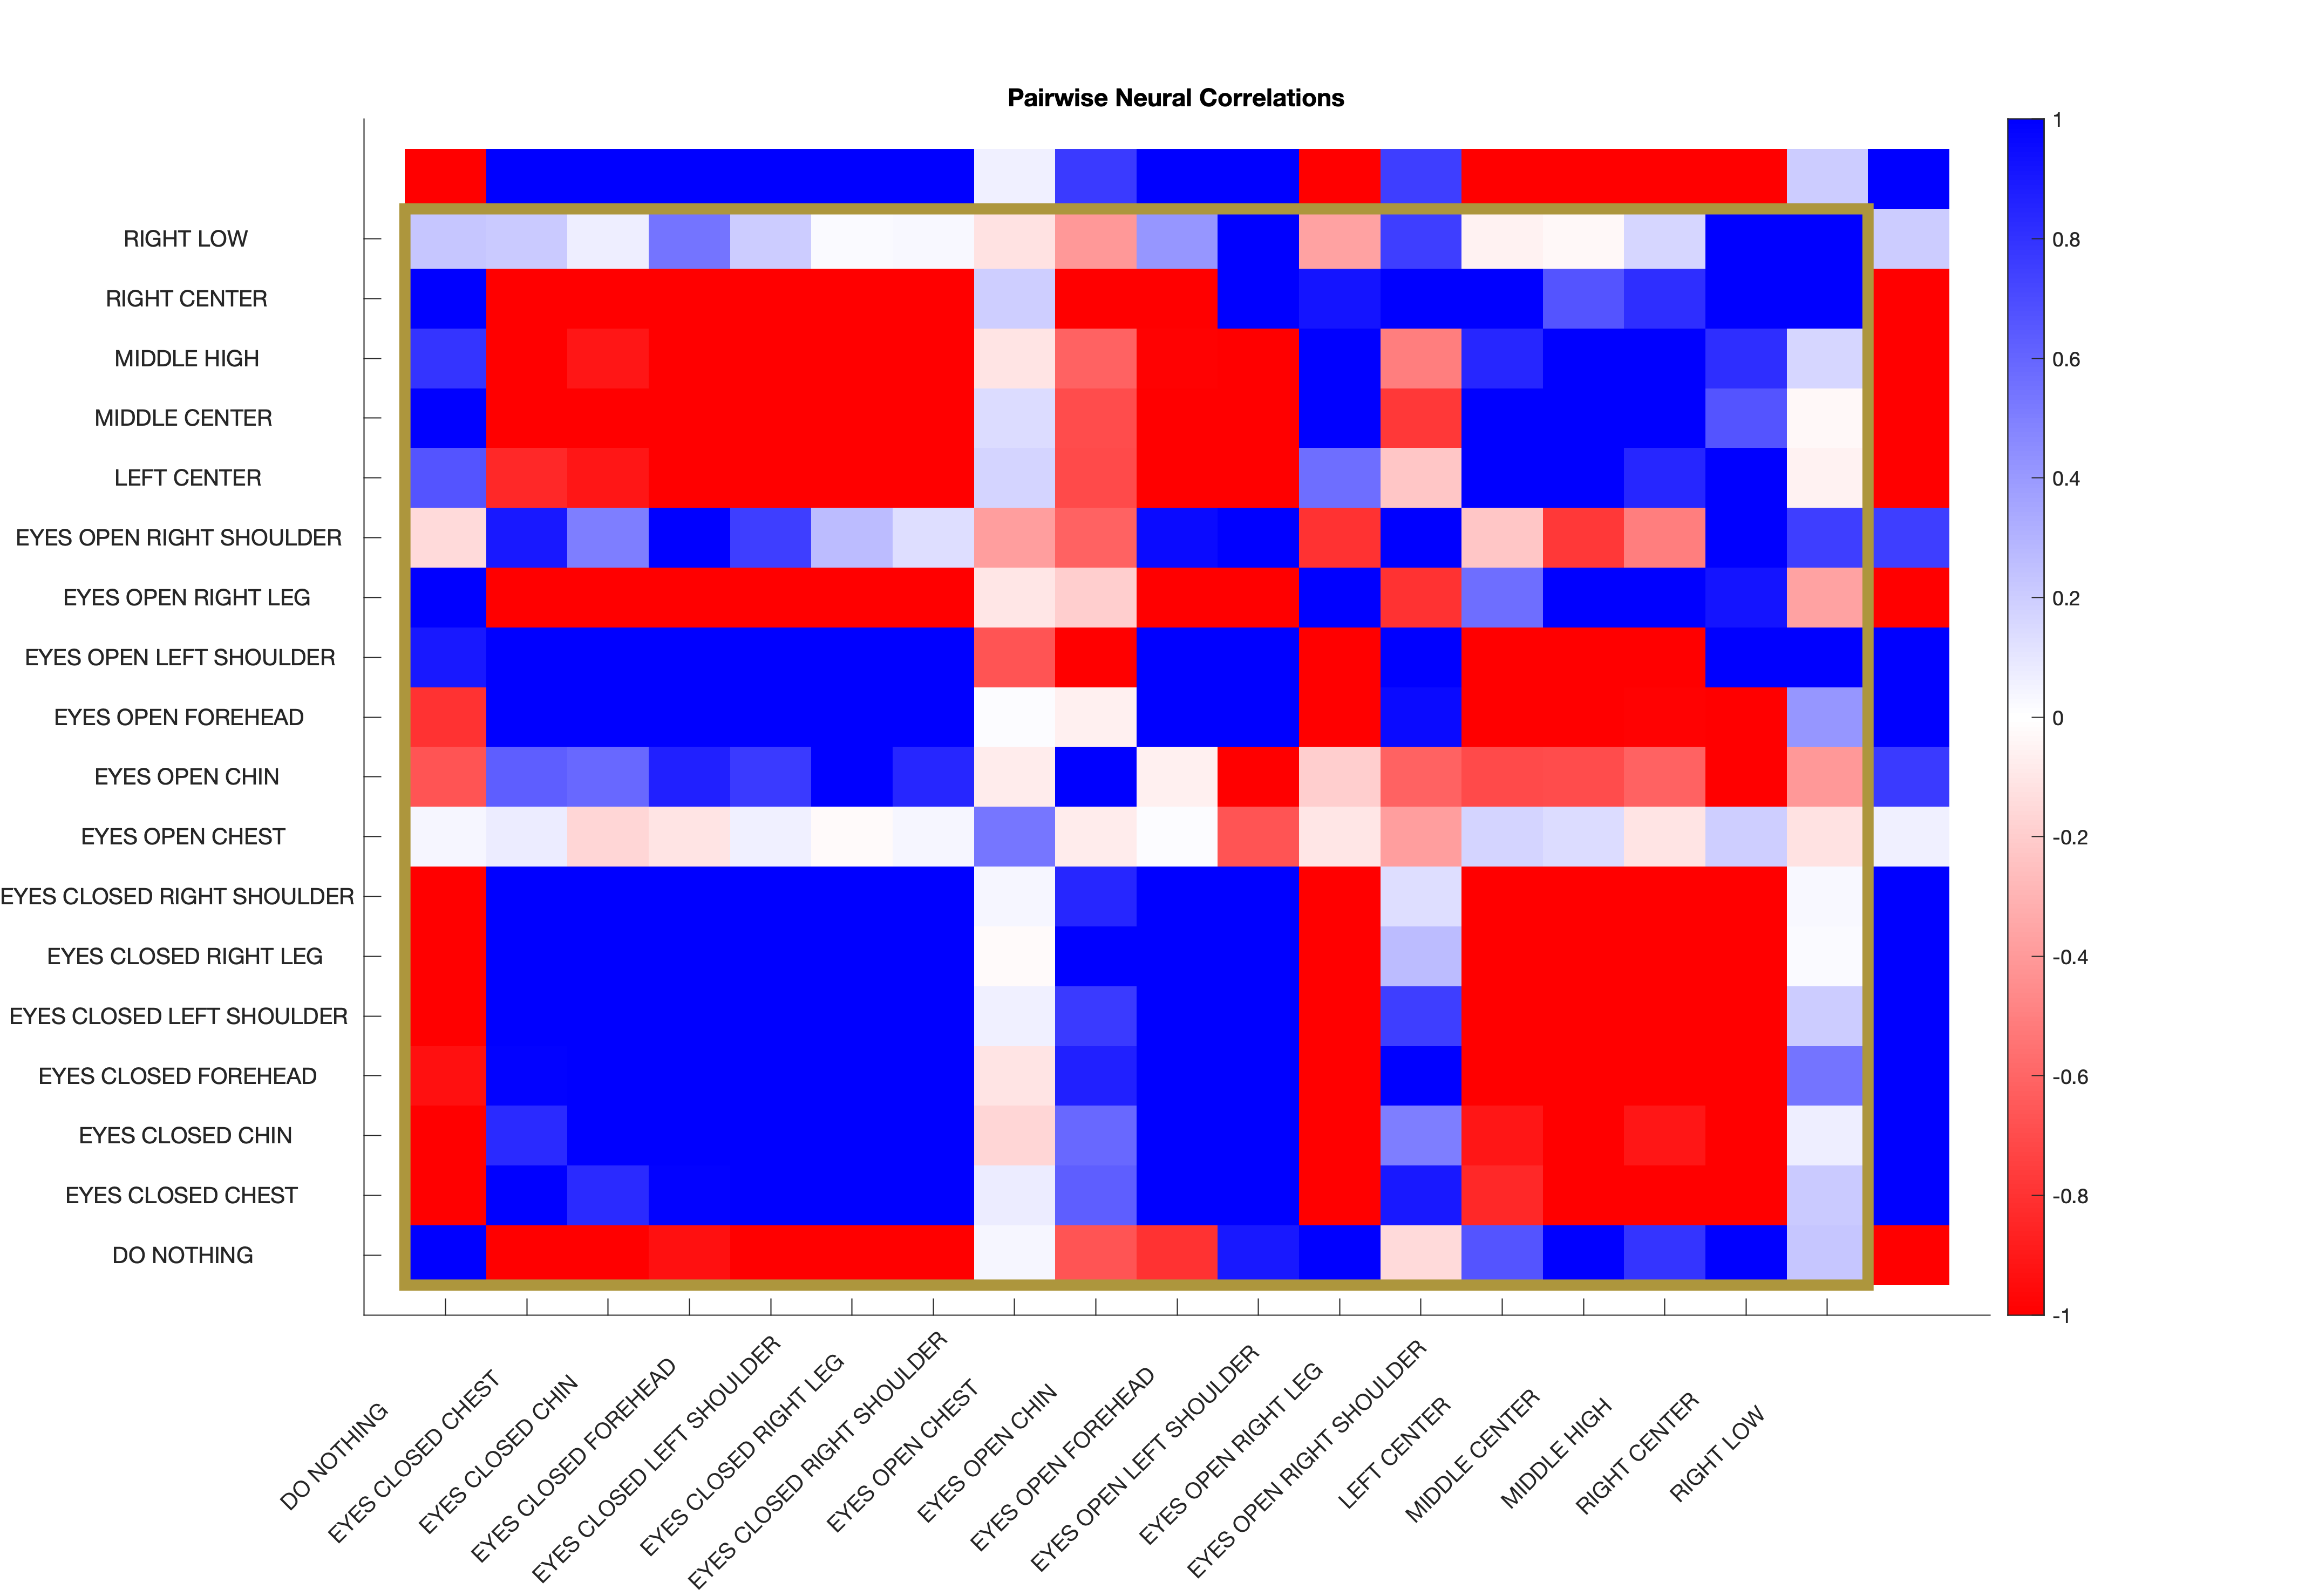 Pairwise Neural Correlations
RIGHT LOW
RIGHT CENTER
MIDDLE HIGH
MIDDLE CENTER
LEFT CENTER
EYES OPEN RIGHT SHOULDER
EYES OPEN RIGHT LEG
EYES OPEN LEFT SHOULDER
EYES OPEN FOREHEAD
EYES OPEN CHIN
EYES OPEN CHEST
EYES CLOSED RIGHT SHOULDER
EYES CLOSED RIGHT LEG
EYES CLOSED LEFT SHOULDER
EYES CLOSED FOREHEAD
EYES CLOSED CHIN
EYES CLOSED CHEST
DO NOTHING
DO NOTHING
EYES CLOSED CHEST
EYES CLOSED CHIN
EYES CLOSED FOREHEAD
EYES CLOSED LEFT SHOULDER
EYES CLOSED RIGHT LEG
EYES CLOSED RIGHT SHOULDER
EYES OPEN CHEST
EYES OPEN CHIN
EYES OPEN FOREHEAD
EYES OPEN LEFT SHOULDER
EYES OPEN RIGHT LEG
EYES OPEN RIGHT SHOULDER
LEFT CENTER
MIDDLE CENTER
MIDDLE HIGH
RIGHT CENTER
RIGHT LOW
1
0.8
0.6
0.4
0.2
0
-0.2
-0.4
-0.6
-0.8
-1